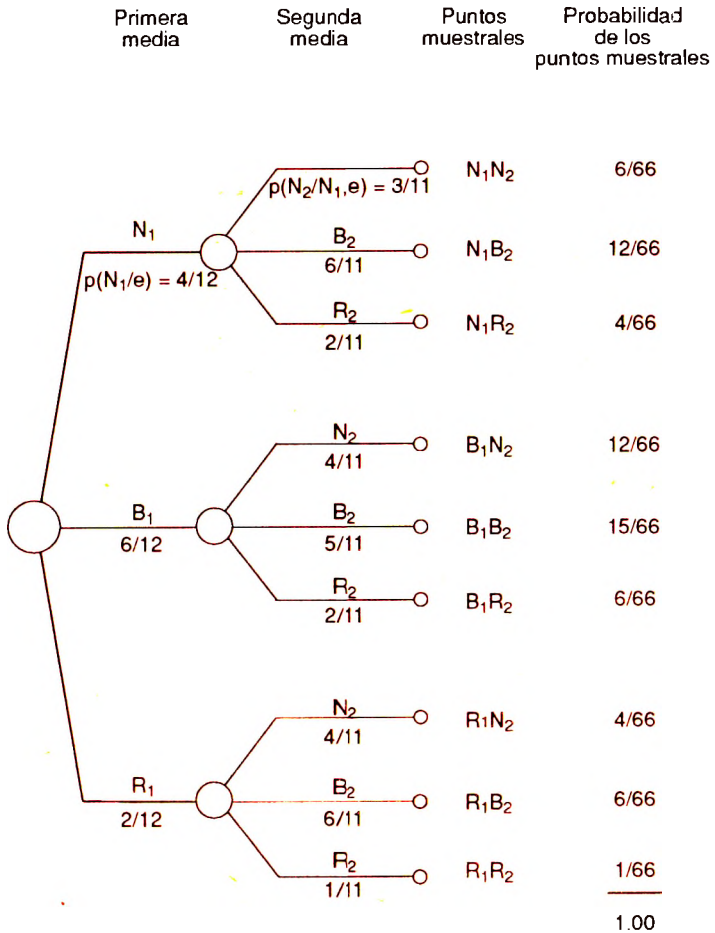 Primera media
Segunda media
Puntos muestrales
Probabilidad de los puntos muestrales
p(N₂/N₁,e) = 3/11
N₁N₂
6/66
N₁
p(N₁/e) = 4/12
B₂
6/11
N₁B₂
12/66
R₂
2/11
N₁R₂
4/66
N₂
4/11
B₁N₂
12/66
B₁
6/12
B₂
5/11
B₁B₂
15/66
R₂
2/11
B₁R₂
6/66
N₂
4/11
R₁N₂
4/66
R₁
2/12
B₂
6/11
R₁B₂
6/66
R₂
1/11
R₁R₂
1/66
1.00